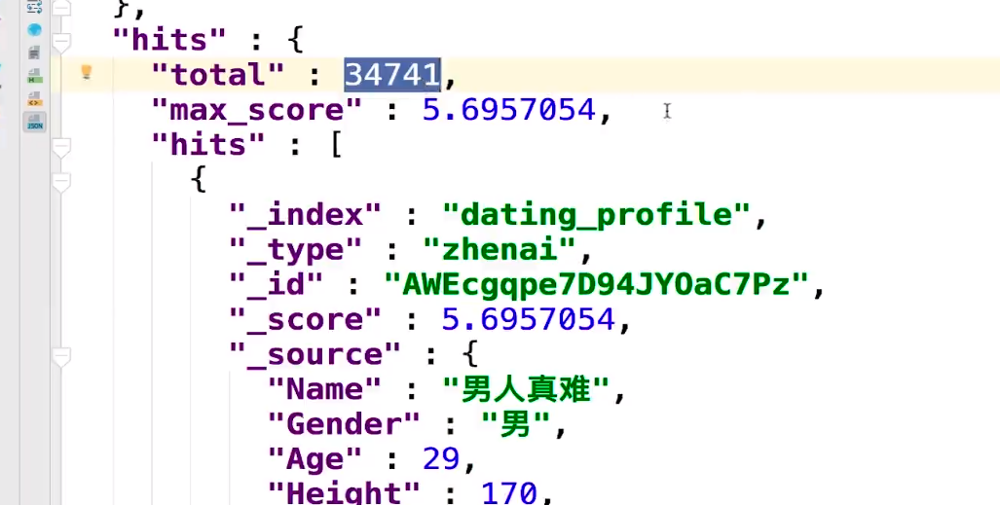 },
"hits" : {
"total" : 34741,
"max_score" : 5.6957054,
"hits" : [
{
"_index" : "dating_profile",
"_type" : "zhenai",
"_id" : "AWEcgqpe7D94JYOaC7Pz",
"_score" : 5.6957054,
"_source" : {
"Name" : "男人真难",
"Gender" : "男",
"Age" : 29,
"Height" : 170,